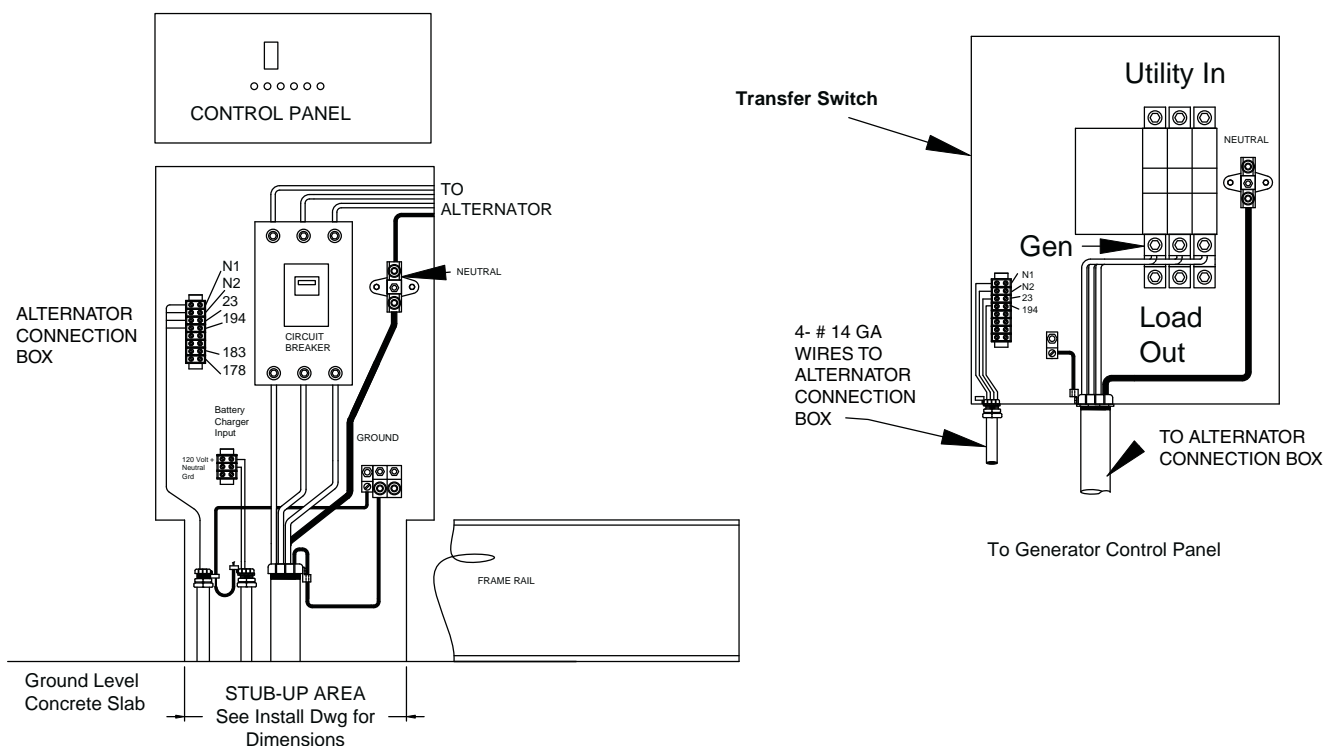 CONTROL PANEL
TO
ALTERNATOR
NEUTRAL
N1
N2
23
194
183
178
ALTERNATOR
CONNECTION
BOX
CIRCUIT
BREAKER
Battery
Charger
Input
120 Volt +
Neutral
Grd
GROUND
FRAME RAIL
Ground Level
Concrete Slab
STUB-UP AREA
See Install Dwg for
Dimensions
Transfer Switch
Utility In
NEUTRAL
Gen
N1
N2
23
194
Load
Out
4- # 14 GA
WIRES TO
ALTERNATOR
CONNECTION
BOX
TO ALTERNATOR
CONNECTION BOX
To Generator Control Panel